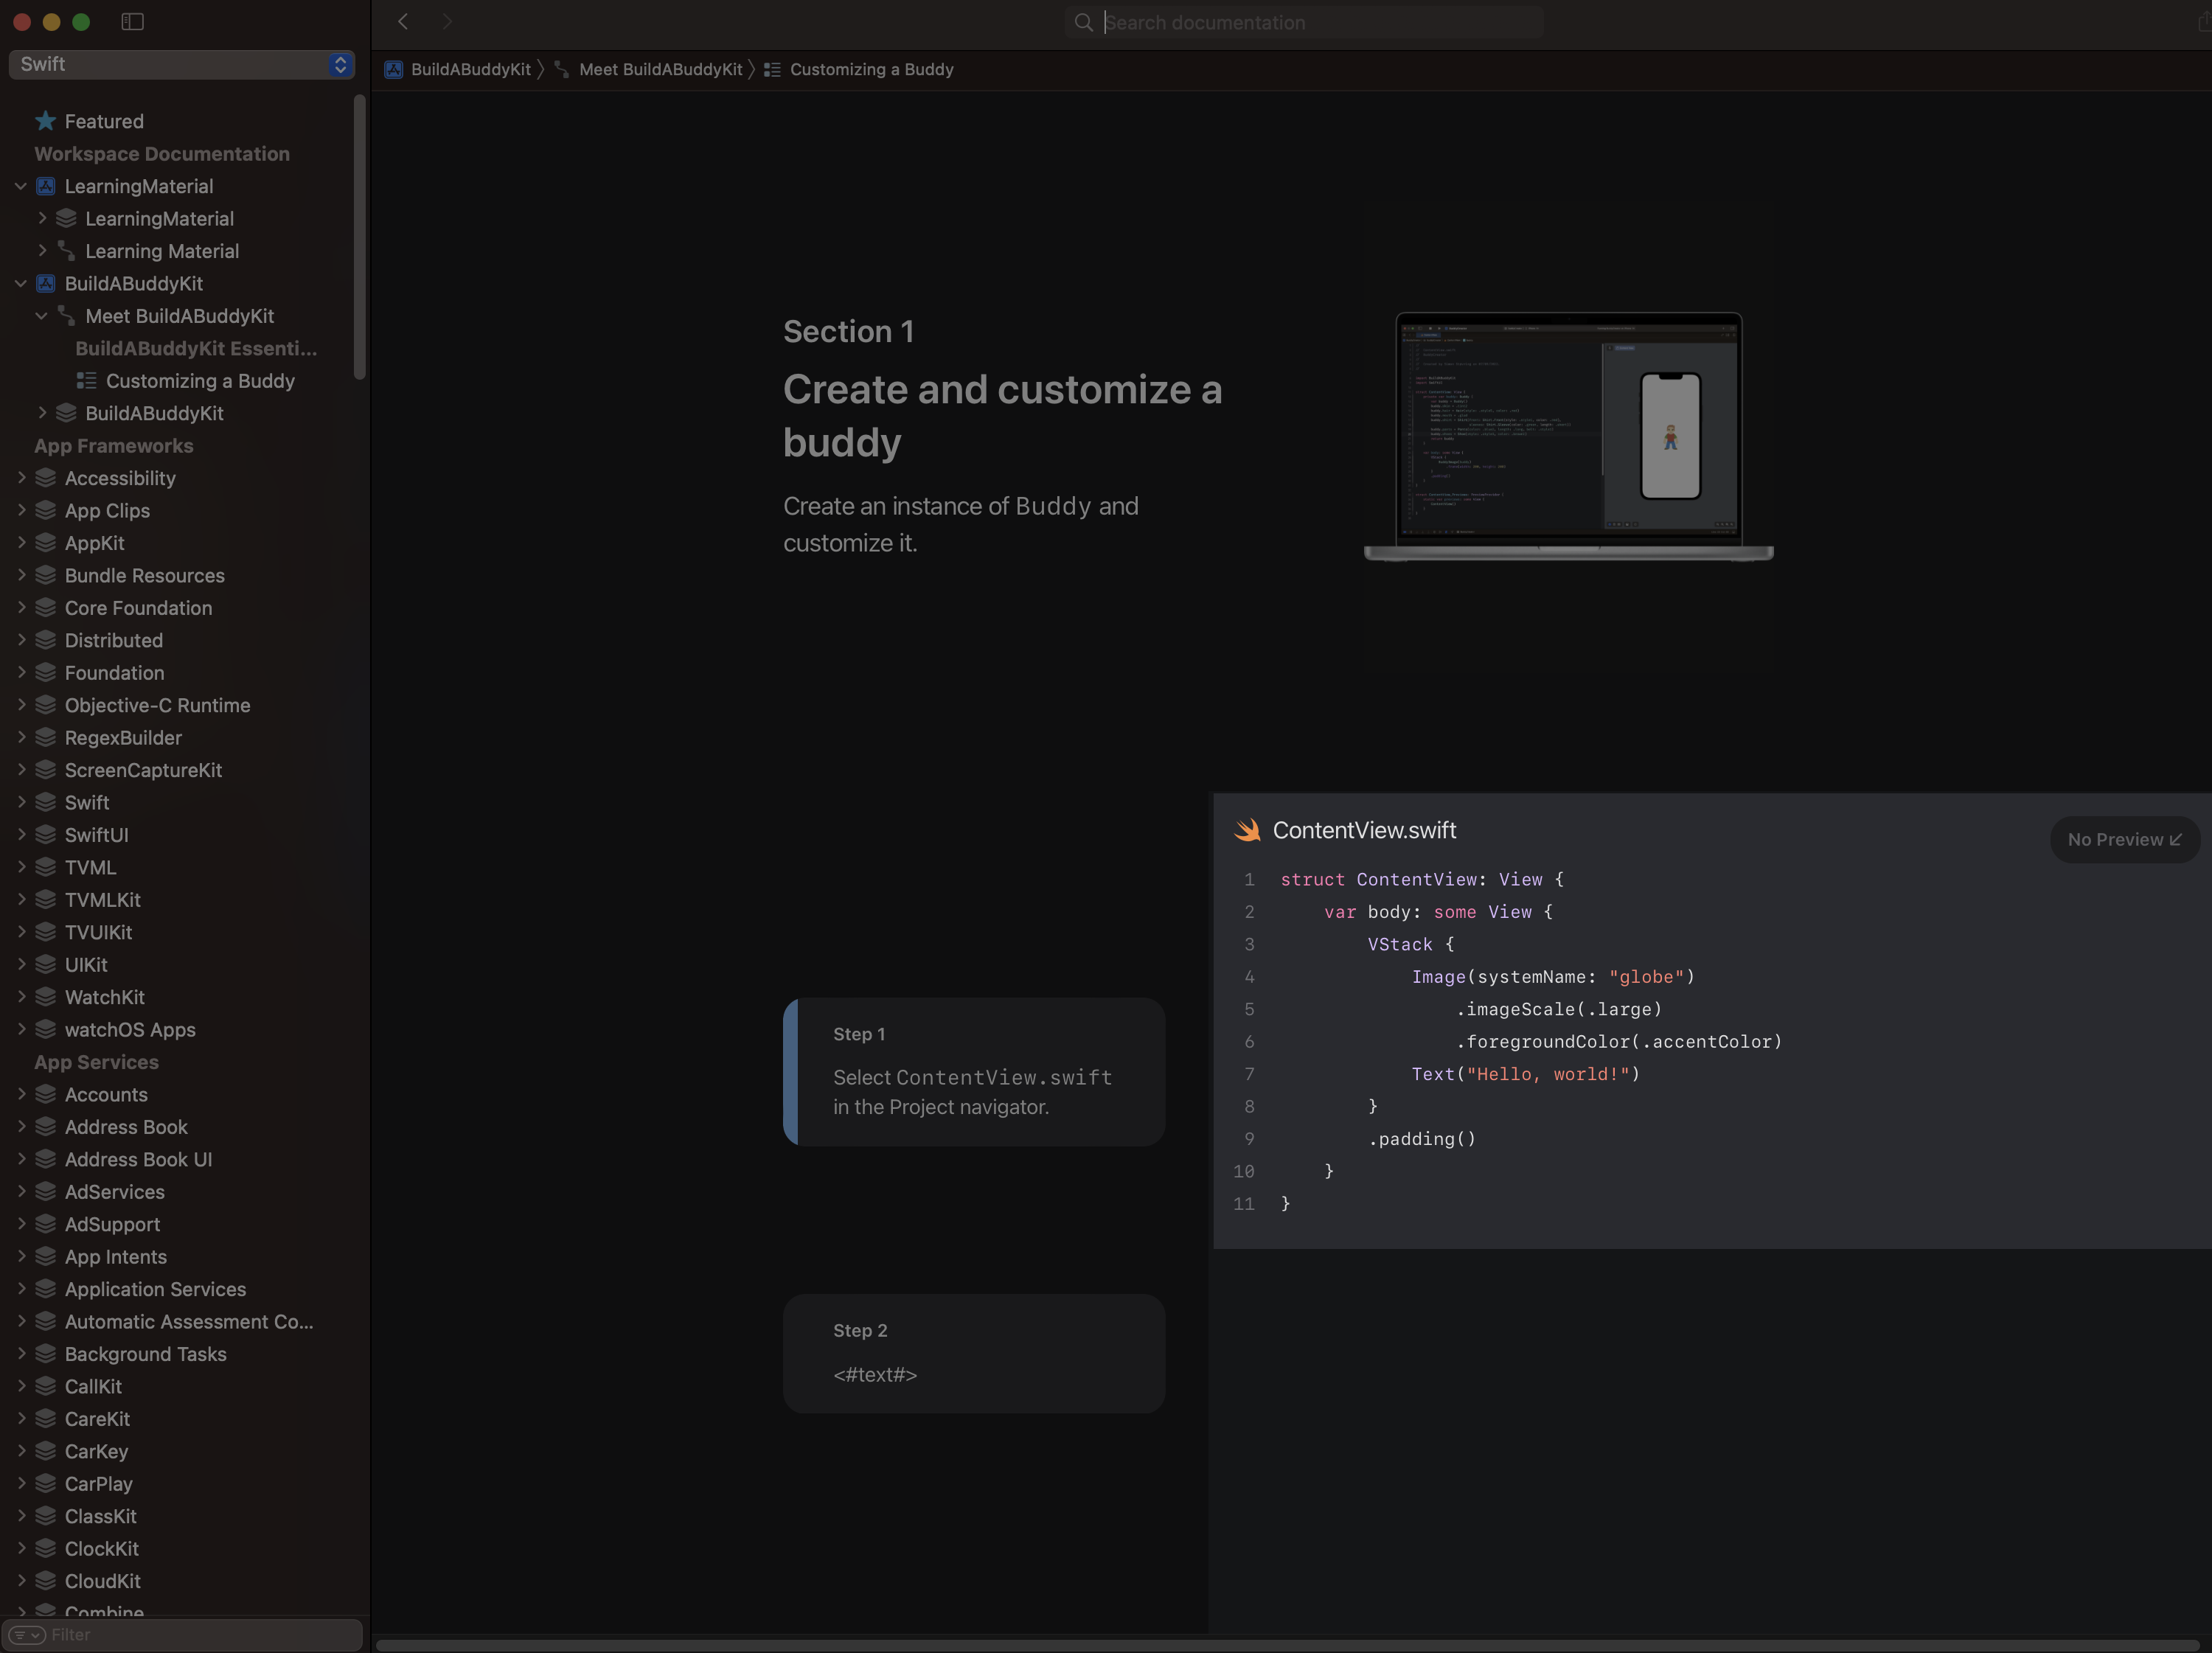 Swift
Featured
Workspace Documentation
LearningMaterial
LearningMaterial
Learning Material
BuildABuddyKit
Meet BuildABuddyKit
BuildABuddyKit Essenti...
Customizing a Buddy
BuildABuddyKit
App Frameworks
Accessibility
App Clips
AppKit
Bundle Resources
Core Foundation
Distributed
Foundation
Objective-C Runtime
RegexBuilder
ScreenCaptureKit
Swift
SwiftUI
TVML
TVMLKit
TVUIKit
UIKit
WatchKit
watchOS Apps
App Services
Accounts
Address Book
Address Book UI
AdServices
AdSupport
App Intents
Application Services
Automatic Assessment Co...
Background Tasks
CallKit
CareKit
CarKey
CarPlay
ClassKit
ClockKit
CloudKit
Combine
Filter
Search documentation
BuildABuddyKit
Meet BuildABuddyKit
Customizing a Buddy
Section 1
Create and customize a
buddy
Create an instance of Buddy and
customize it.
Step 1
Select ContentView.swift
in the Project navigator.
Step 2
<#text#>
ContentView.swift
No Preview
1 struct ContentView: View {
2     var body: some View {
3         VStack {
4             Image(systemName: "globe")
5                 .imageScale(.large)
6                 .foregroundColor(.accentColor)
7             Text("Hello, world!")
8         }
9         .padding()
10     }
11 }